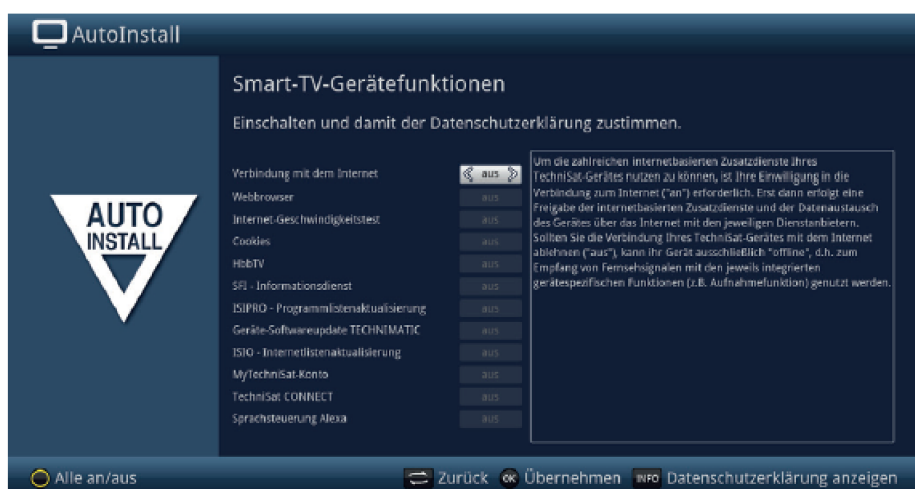 AutoInstall
Smart-TV-Gerätefunktionen
Einschalten und damit der Datenschutzerklärung zustimmen.
AUTO
INSTALL
Verbindung mit dem Internet aus
Webbrowser aus
Internet-Geschwindigkeitstest aus
Cookies aus
HbbTV aus
SFI - Informationsdienst aus
ISIPRO - Programmlistenaktualisierung aus
Geräte-Softwareupdate TECHNIMATIC aus
ISIO - Internetlistenaktualisierung aus
MyTechniSat-Konto aus
TechniSat CONNECT aus
Sprachsteuerung Alexa aus
Um die zahlreichen internetbasierten Zusatzdienste Ihres
TechniSat-Gerätes nutzen zu können, ist Ihre Einwilligung in die
Verbindung zum Internet ("an") erforderlich. Erst dann erfolgt eine
Freigabe der internetbasierten Zusatzdienste und der Datenaustausch
des Gerätes über das Internet mit den jeweiligen Dienstanbietern.
Sollten Sie die Verbindung Ihres TechniSat-Gerätes mit dem Internet
ablehnen ("aus"), kann Ihr Gerät ausschließlich "offline", d.h. zum
Empfang von Fernsehsignalen mit den jeweils integrierten
gerätespezifischen Funktionen (z.B. Aufnahmefunktion) genutzt werden.
Alle an/aus
Zurück OK Übernehmen INFO Datenschutzerklärung anzeigen